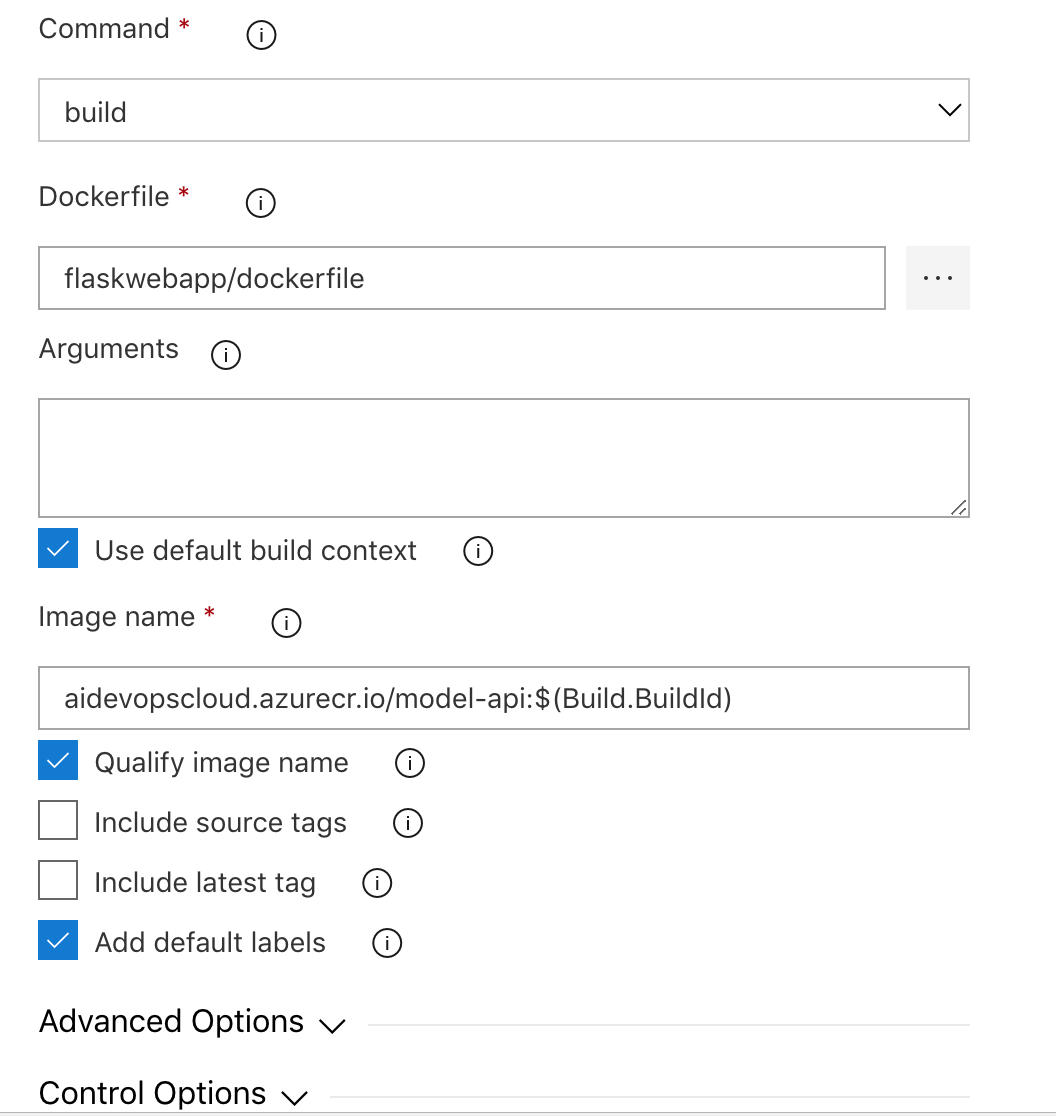 Command *
build
Dockerfile *
flaskwebapp/dockerfile
...
Arguments
Use default build context
Image name *
aidevopscloud.azurecr.io/model-api:$(Build.BuildId)
Qualify image name
Include source tags
Include latest tag
Add default labels
Advanced Options
Control Options